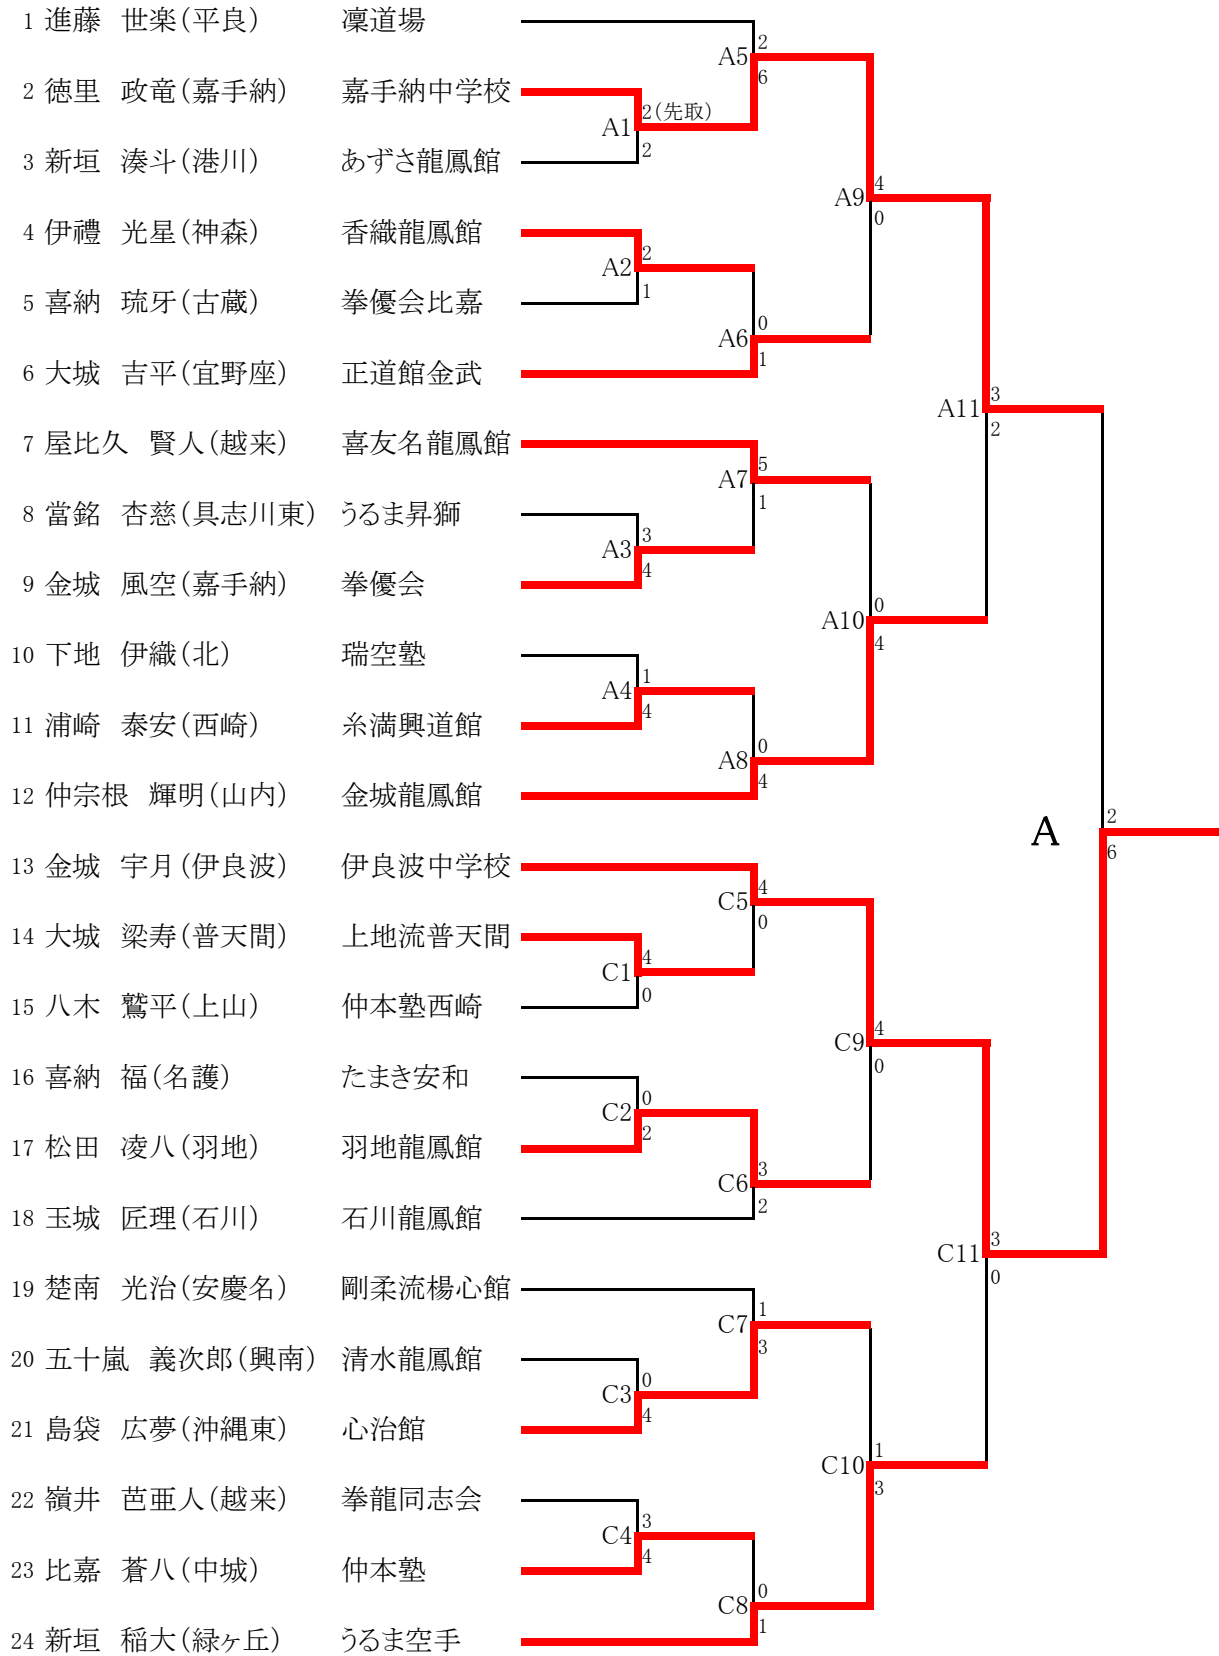 1 進藤 世楽(平良) 凜道場
2
A5
6
2 徳里 政竜(嘉手納) 嘉手納中学校
2(先取)
A1
2
3 新垣 湊斗(港川) あずさ龍鳳館
4
A9
0
4 伊禮 光星(神森) 香織龍鳳館
2
A2
1
5 喜納 琉牙(古蔵) 拳優会比嘉
0
A6
1
6 大城 吉平(宜野座) 正道館金武
3
A11
2
7 屋比久 賢人(越来) 喜友名龍鳳館
5
A7
1
8 當銘 杏慈(具志川東) うるま昇獅
3
A3
4
9 金城 風空(嘉手納) 拳優会
0
A10
4
10 下地 伊織(北) 瑞空塾
1
A4
4
11 浦崎 泰安(西崎) 糸満興道館
0
A8
4
12 仲宗根 輝明(山内) 金城龍鳳館
2
A
6
13 金城 宇月(伊良波) 伊良波中学校
4
C5
0
14 大城 梁寿(普天間) 上地流普天間
4
C1
0
15 八木 鷲平(上山) 仲本塾西崎
4
C9
0
16 喜納 福(名護) たまき安和
0
C2
2
17 松田 凌八(羽地) 羽地龍鳳館
3
C6
2
18 玉城 匠理(石川) 石川龍鳳館
3
C11
0
19 楚南 光治(安慶名) 剛柔流楊心館
1
C7
3
20 五十嵐 義次郎(興南) 清水龍鳳館
0
C3
4
21 島袋 広夢(沖縄東) 心治館
1
C10
3
22 嶺井 芭亜人(越来) 拳龍同志会
3
C4
4
23 比嘉 蒼八(中城) 仲本塾
0
C8
1
24 新垣 稲大(緑ヶ丘) うるま空手